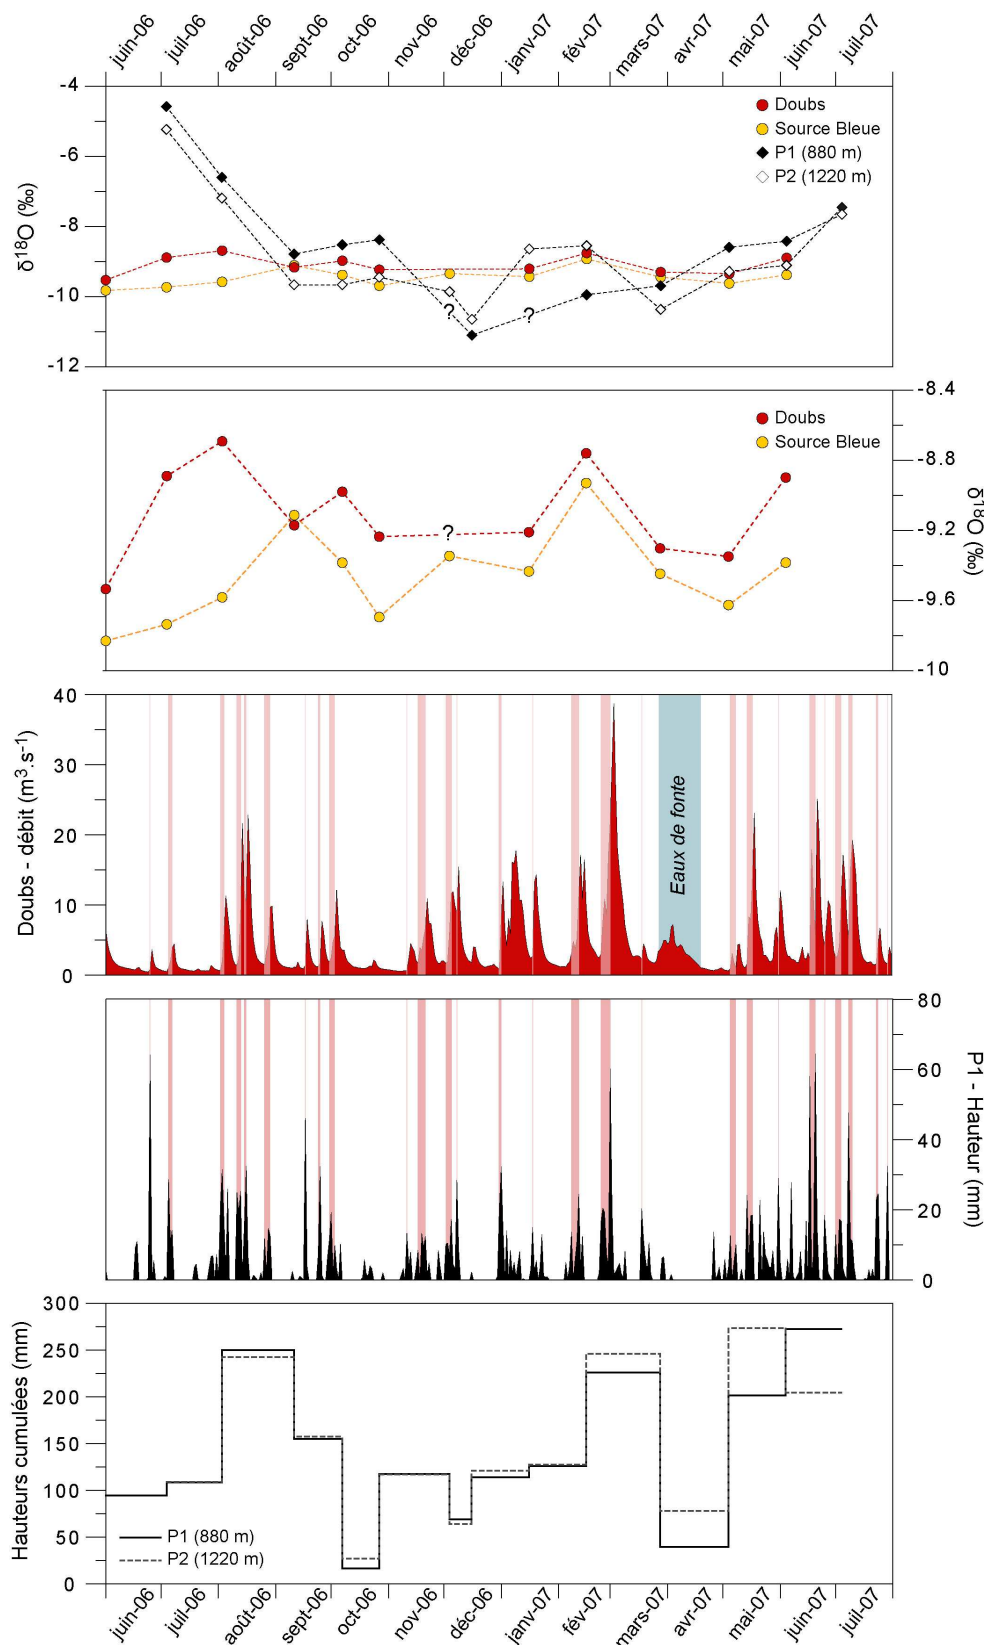 juin-06 juil-06 août-06 sept-06 oct-06 nov-06 déc-06 janv-07 fév-07 mars-07 avr-07 mai-07 juin-07 juil-07
-4
-6
-8
-10
-12
δ18O (‰)
Doubs
Source Bleue
P1 (880 m)
P2 (1220 m)
? ?
-8.4
-8.8
-9.2
-9.6
-10
δ18O (‰)
Doubs
Source Bleue
?
40
30
20
10
0
Doubs - débit (m3.s-1)
Eaux de fonte
80
60
40
20
0
P1 - Hauteur (mm)
300
250
200
150
100
50
0
Hauteurs cumulées (mm)
P1 (880 m)
P2 (1220 m)
juin-06 juil-06 août-06 sept-06 oct-06 nov-06 déc-06 janv-07 fév-07 mars-07 avr-07 mai-07 juin-07 juil-07